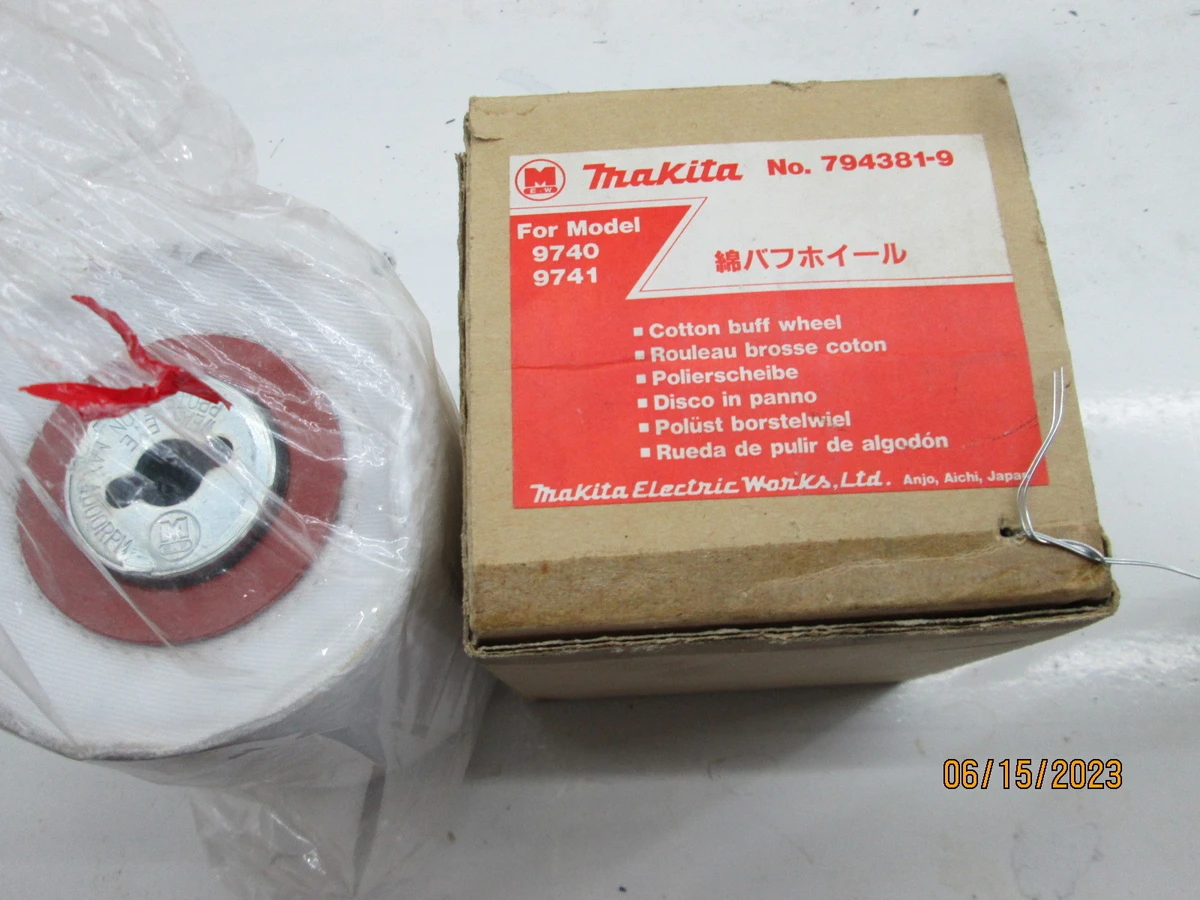 M
E.W
Makita No. 794381-9
For Model
9740
9741
綿バフホイール
Cotton buff wheel
Rouleau brosse coton
Polierscheibe
Disco in panno
Polüst borstelwiel
Rueda de pulir de algodón
Makita Electric Works, Ltd. Anjo, Aichi, Japan
M
06/15/2023